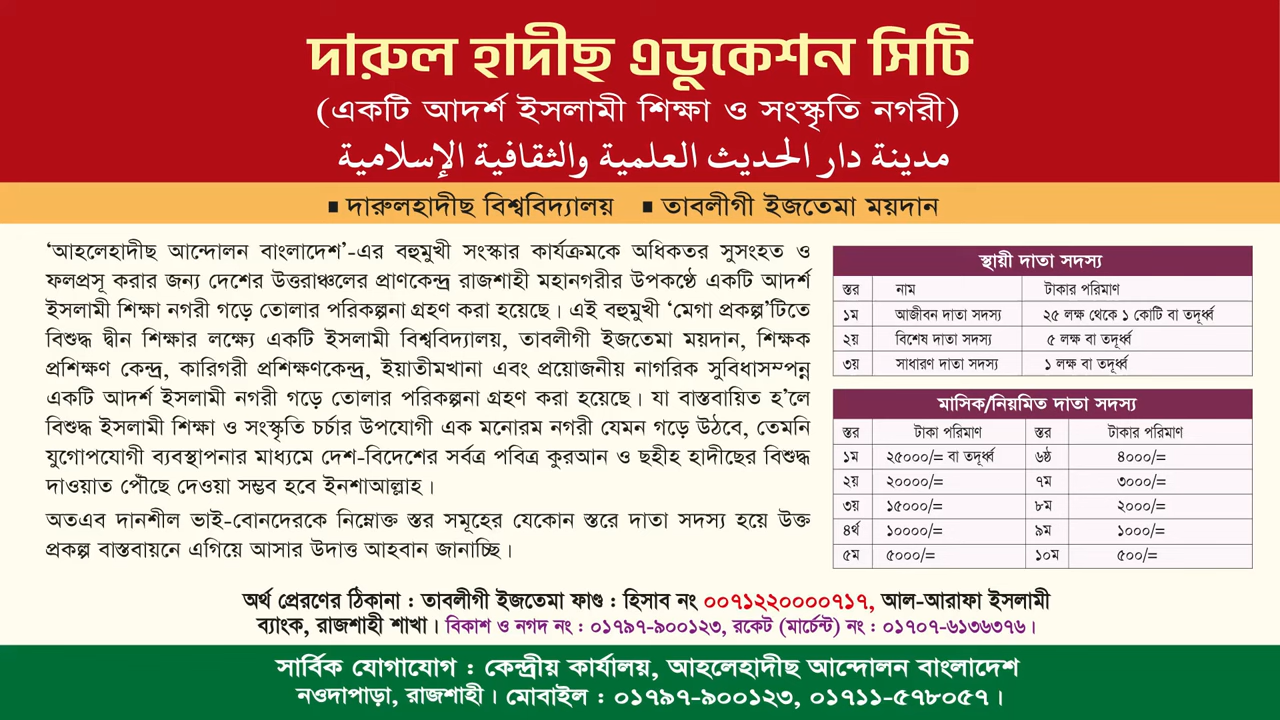 দারুল হাদীছ এডুকেশন সিটি
(একটি আদর্শ ইসলামী শিক্ষা ও সংস্কৃতি নগরী)
مدينة دار الحديث العلمية والثقافية الإسلامية
■ দারুলহাদীছ বিশ্ববিদ্যালয় ■ তাবলীগী ইজতেমা ময়দান
‘আহলেহাদীছ আন্দোলন বাংলাদেশ’-এর বহুমুখী সংস্কার কার্যক্রমকে অধিকতর সুসংহত ও
ফলপ্রসূ করার জন্য দেশের উত্তরাঞ্চলের প্রাণকেন্দ্র রাজশাহী মহানগরীর উপকণ্ঠে একটি আদর্শ
ইসলামী শিক্ষা নগরী গড়ে তোলার পরিকল্পনা গ্রহণ করা হয়েছে। এই বহুমুখী ‘মেগা প্রকল্প’টিতে
বিশুদ্ধ দ্বীন শিক্ষার লক্ষ্যে একটি ইসলামী বিশ্ববিদ্যালয়, তাবলীগী ইজতেমা ময়দান, শিক্ষক
প্রশিক্ষণ কেন্দ্র, কারিগরী প্রশিক্ষণকেন্দ্র, ইয়াতীমখানা এবং প্রয়োজনীয় নাগরিক সুবিধাসম্পন্ন
একটি আদর্শ ইসলামী নগরী গড়ে তোলার পরিকল্পনা গ্রহণ করা হয়েছে। যা বাস্তবায়িত হ’লে
বিশুদ্ধ ইসলামী শিক্ষা ও সংস্কৃতি চর্চার উপযোগী এক মনোরম নগরী যেমন গড়ে উঠবে, তেমনি
যুগোপযোগী ব্যবস্থাপনার মাধ্যমে দেশ-বিদেশের সর্বত্র পবিত্র কুরআন ও ছহীহ হাদীছের বিশুদ্ধ
দাওয়াত পৌঁছে দেওয়া সম্ভব হবে ইনশাআল্লাহ।
অতএব দানশীল ভাই-বোনদেরকে নিম্নোক্ত স্তর সমূহের যেকোন স্তরে দাতা সদস্য হয়ে উক্ত
প্রকল্প বাস্তবায়নে এগিয়ে আসার উদাত্ত আহবান জানাচ্ছি।
স্থায়ী দাতা সদস্য
স্তর নাম টাকার পরিমাণ
১ম আজীবন দাতা সদস্য ২৫ লক্ষ থেকে ১ কোটি বা তদূর্ধ্ব
২য় বিশেষ দাতা সদস্য ৫ লক্ষ বা তদূর্ধ্ব
৩য় সাধারণ দাতা সদস্য ১ লক্ষ বা তদূর্ধ্ব
মাসিক/নিয়মিত দাতা সদস্য
স্তর টাকা পরিমাণ স্তর টাকার পরিমাণ
১ম ২৫০০০/= বা তদূর্ধ্ব ৬ষ্ঠ ৪০০০/=
২য় ২০০০০/= ৭ম ৩০০০/=
৩য় ১৫০০০/= ৮ম ২০০০/=
৪র্থ ১০০০০/= ৯ম ১০০০/=
৫ম ৫০০০/= ১০ম ৫০০/=
অর্থ প্রেরণের ঠিকানা : তাবলীগী ইজতেমা ফাণ্ড : হিসাব নং ০০৭১২২০০০০৭১৭, আল-আরাফা ইসলামী
ব্যাংক, রাজশাহী শাখা। বিকাশ ও নগদ নং : ০১৭৯৭-৯০০১২৩, রকেট (মার্চেন্ট) নং : ০১৭০৭-৬১৩৬৩৭৬।
সার্বিক যোগাযোগ : কেন্দ্রীয় কার্যালয়, আহলেহাদীছ আন্দোলন বাংলাদেশ
নওদাপাড়া, রাজশাহী। মোবাইল : ০১৭৯৭-৯০০১২৩, ০১৭১১-৫৭৮০৫৭।